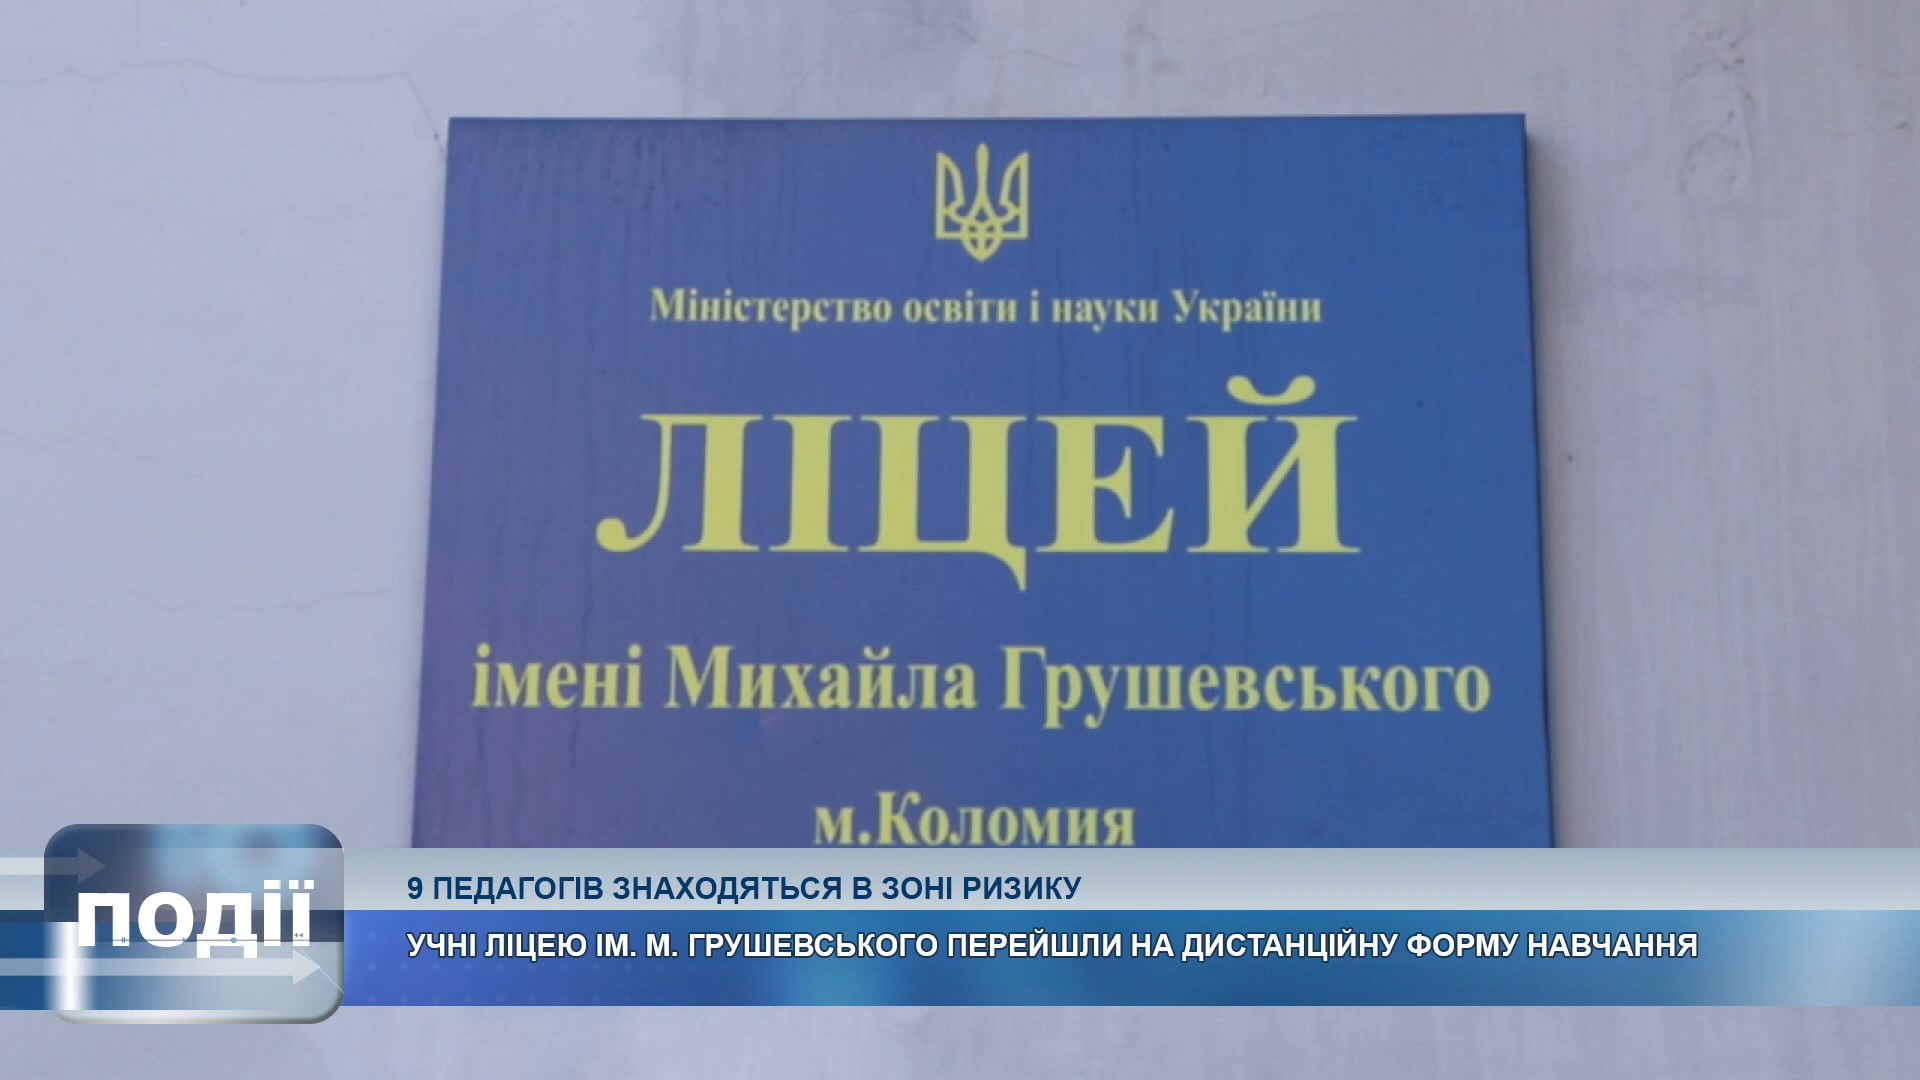 Міністерство освіти і науки України
ЛІЦЕЙ
імені Михайла Грушевського
м.Коломия
події
9 ПЕДАГОГІВ ЗНАХОДЯТЬСЯ В ЗОНІ РИЗИКУ
УЧНІ ЛІЦЕЮ ІМ. М. ГРУШЕВСЬКОГО ПЕРЕЙШЛИ НА ДИСТАНЦІЙНУ ФОРМУ НАВЧАННЯ